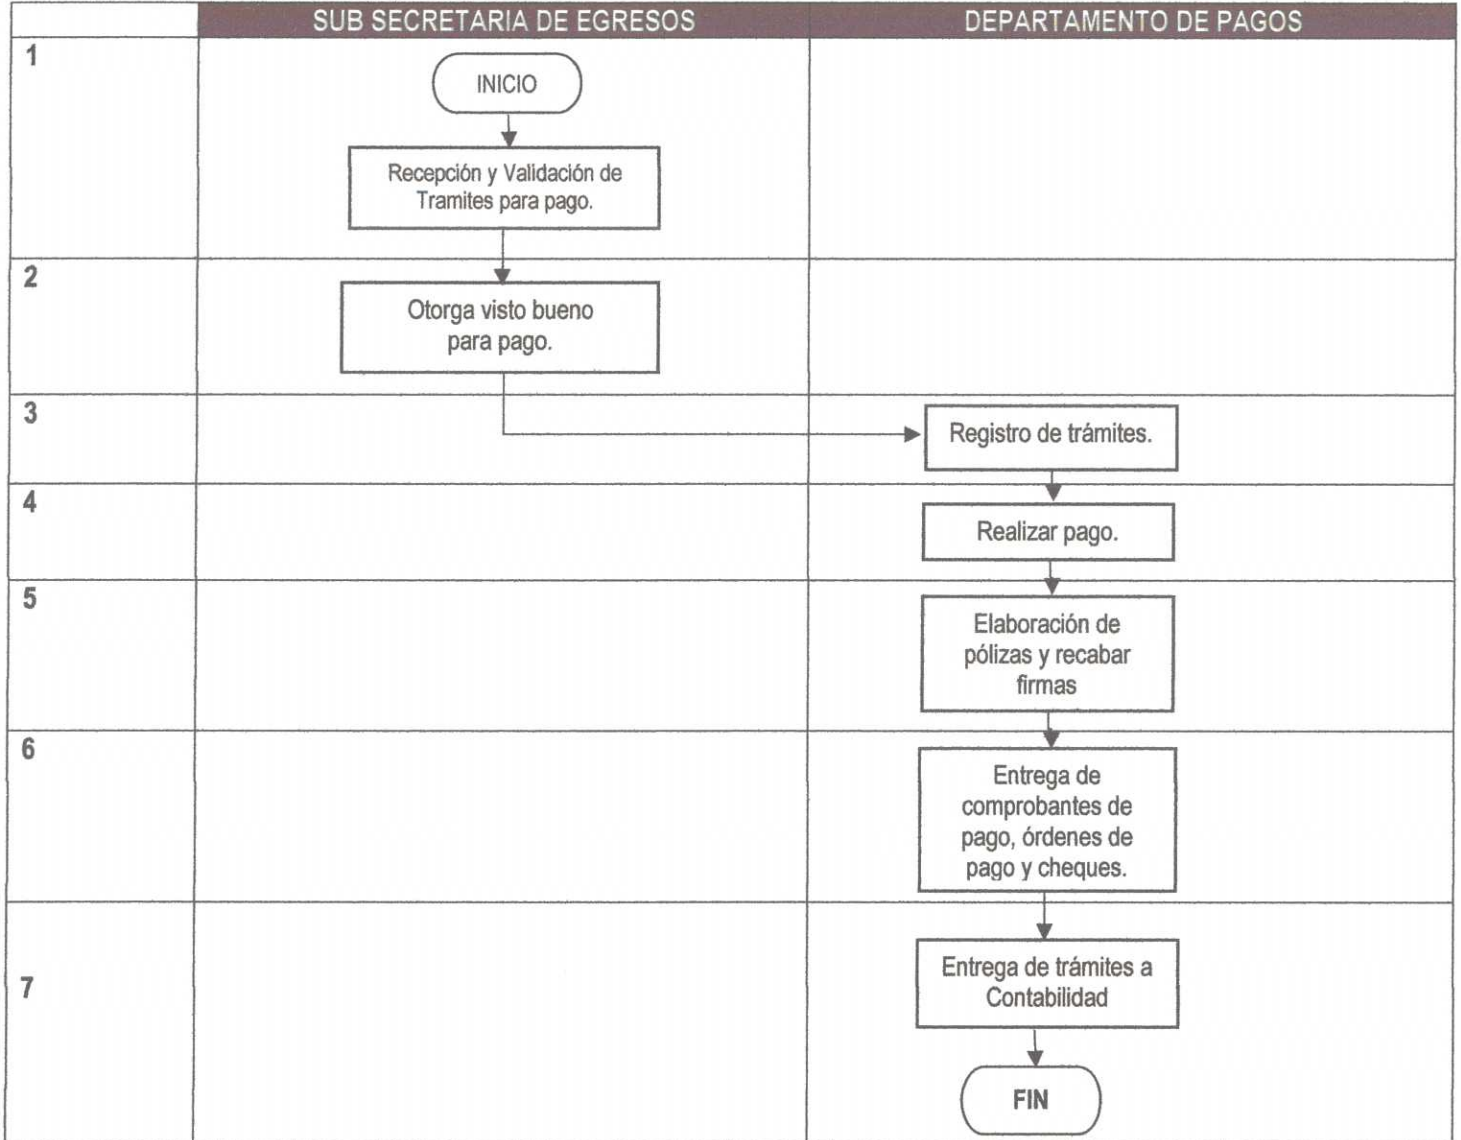 SUB SECRETARIA DE EGRESOS
DEPARTAMENTO DE PAGOS
1
INICIO
Recepción y Validación de
Tramites para pago.
2
Otorga visto bueno
para pago.
3
Registro de trámites.
4
Realizar pago.
5
Elaboración de
pólizas y recabar
firmas
6
Entrega de
comprobantes de
pago, órdenes de
pago y cheques.
7
Entrega de trámites a
Contabilidad
FIN